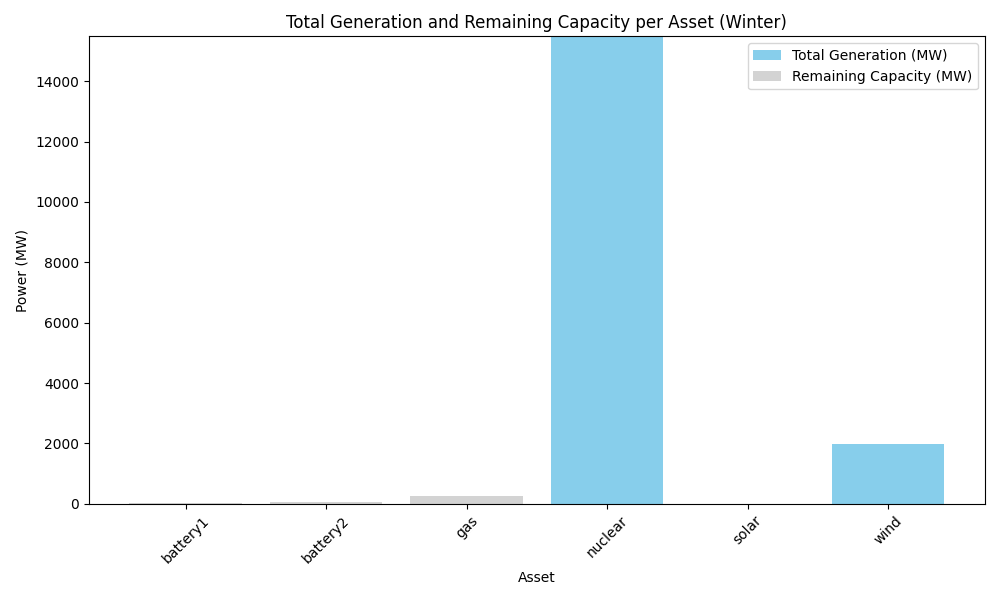 Total Generation and Remaining Capacity per Asset (Winter)
Total Generation (MW)
Remaining Capacity (MW)
Power (MW)
14000
12000
10000
8000
6000
4000
2000
0
battery1
battery2
gas
nuclear
solar
wind
Asset